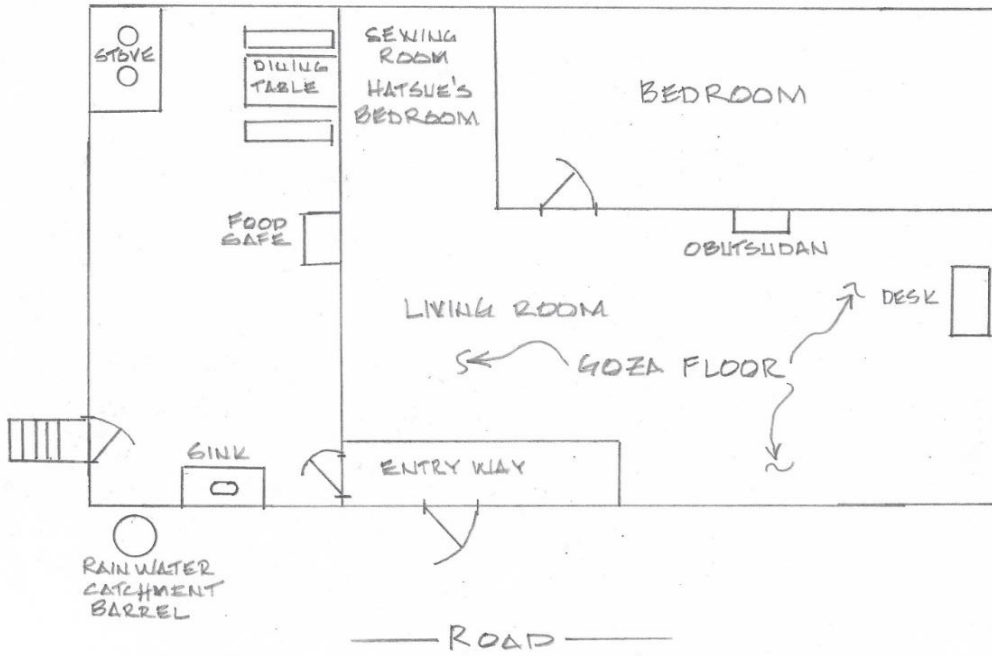 STOVE
DINING
TABLE
SEWING
ROOM
HATSUE'S
BEDROOM
BEDROOM
FOOD
SAFE
OBUTSUDAN
DESK
LIVING ROOM
GOZA FLOOR
SINK
ENTRY WAY
RAIN WATER
CATCHMENT
BARREL
ROAD